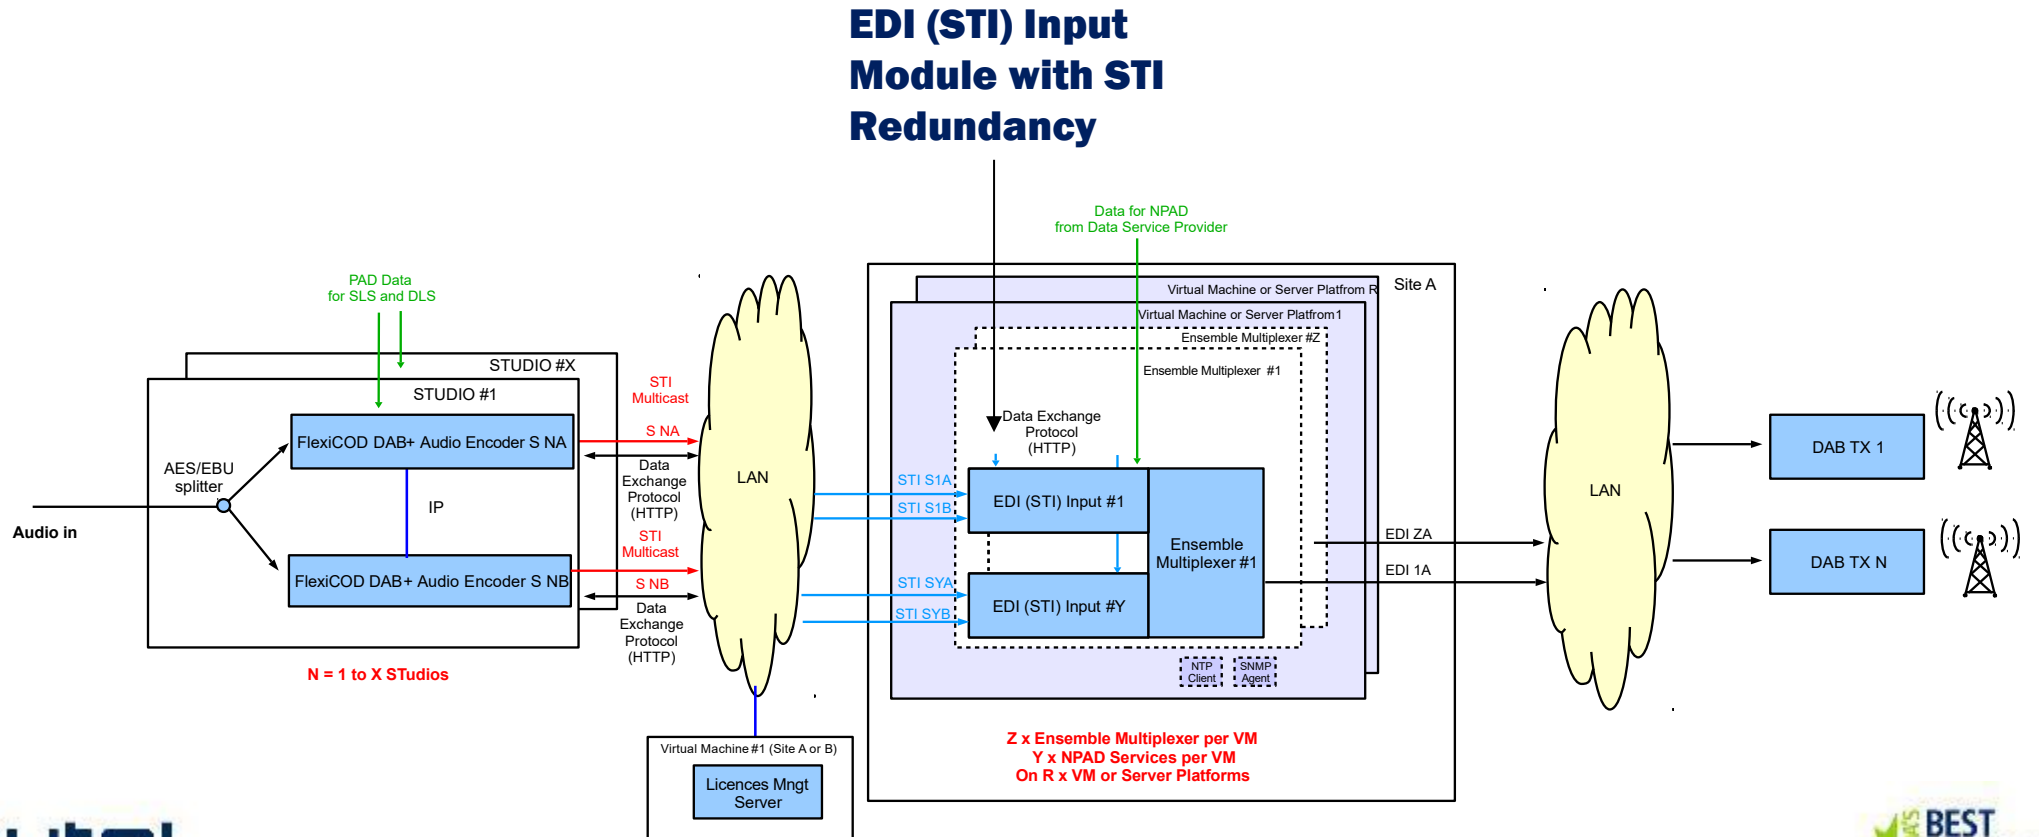 EDI (STI) Input
Module with STI
Redundancy
Data for NPAD
from Data Service Provider
PAD Data
for SLS and DLS
Site A
Virtual Machine or Server Platfrom R
Virtual Machine or Server Platfrom1
Ensemble Multiplexer #Z
Ensemble Multiplexer #1
STUDIO #X
STUDIO #1
STI
Multicast
S NA
FlexiCOD DAB+ Audio Encoder S NA
Data
Exchange
Protocol
(HTTP)
AES/EBU
splitter
IP
Audio in
STI
Multicast
S NB
FlexiCOD DAB+ Audio Encoder S NB
Data
Exchange
Protocol
(HTTP)
N = 1 to X STudios
LAN
Data Exchange
Protocol
(HTTP)
STI S1A
STI S1B
EDI (STI) Input #1
STI SYA
STI SYB
EDI (STI) Input #Y
Ensemble
Multiplexer #1
EDI ZA
EDI 1A
LAN
DAB TX 1
DAB TX N
NTP
Client
SNMP
Agent
Z x Ensemble Multiplexer per VM
Y x NPAD Services per VM
On R x VM or Server Platforms
Virtual Machine #1 (Site A or B)
Licences Mngt
Server
BEST